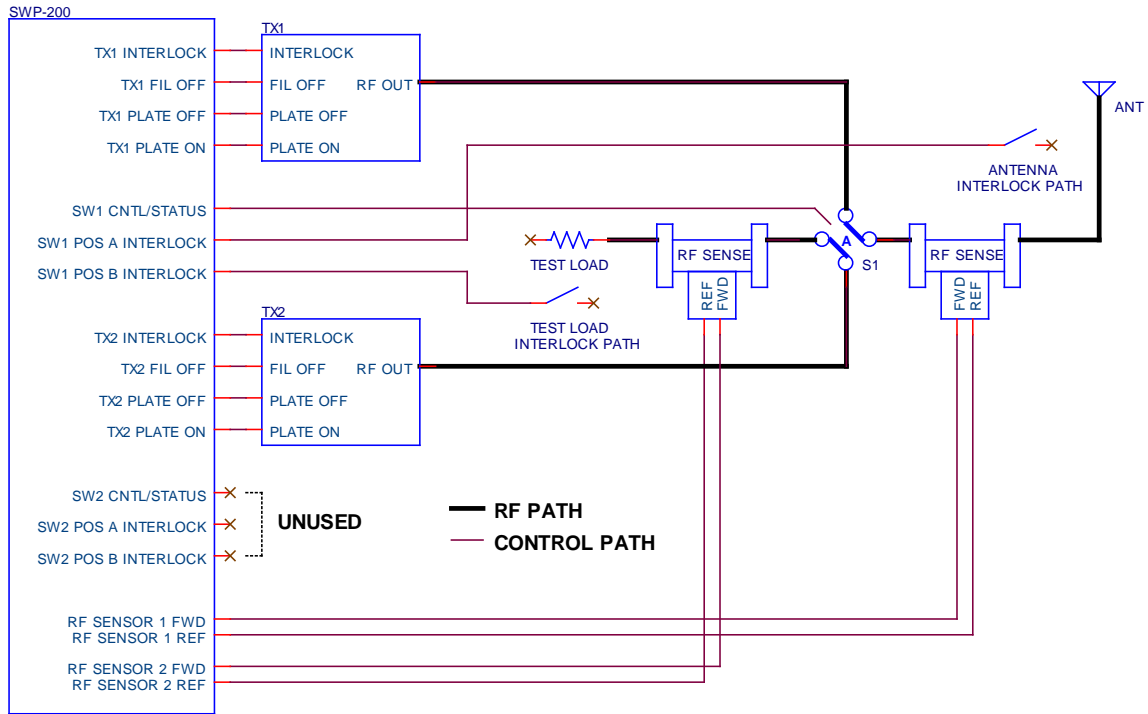 SWP-200
TX1 INTERLOCK
TX1 FIL OFF
TX1 PLATE OFF
TX1 PLATE ON
SW1 CNTL/STATUS
SW1 POS A INTERLOCK
SW1 POS B INTERLOCK
TX2 INTERLOCK
TX2 FIL OFF
TX2 PLATE OFF
TX2 PLATE ON
SW2 CNTL/STATUS
SW2 POS A INTERLOCK
SW2 POS B INTERLOCK
RF SENSOR 1 FWD
RF SENSOR 1 REF
RF SENSOR 2 FWD
RF SENSOR 2 REF
TX1
INTERLOCK
FIL OFF
RF OUT
PLATE OFF
PLATE ON
TX2
INTERLOCK
FIL OFF
RF OUT
PLATE OFF
PLATE ON
UNUSED
TEST LOAD
TEST LOAD
INTERLOCK PATH
RF SENSE
REF
FWD
A
S1
RF SENSE
FWD
REF
ANT
ANTENNA
INTERLOCK PATH
RF PATH
CONTROL PATH